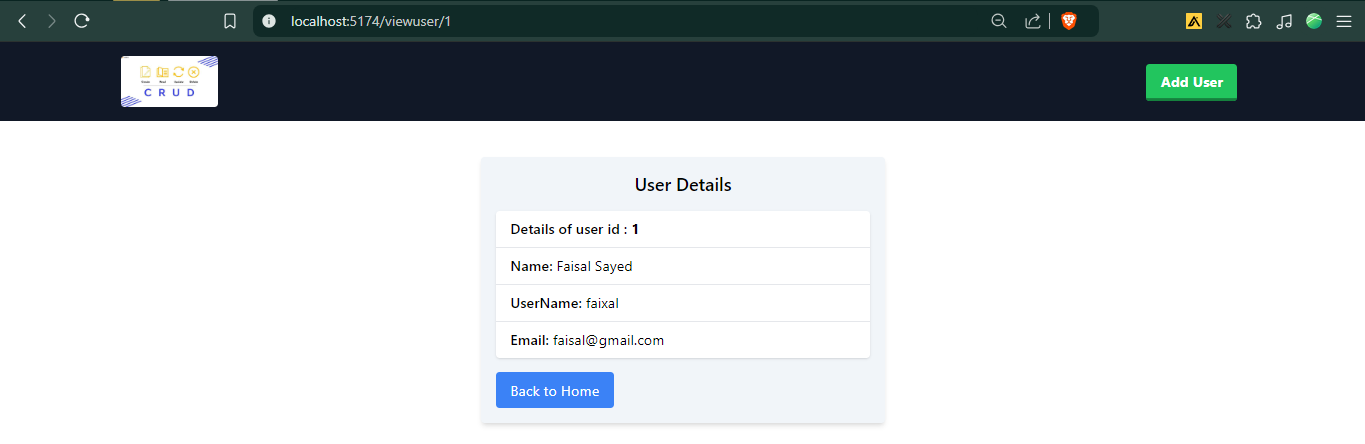 localhost:5174/viewuser/1
CRUD
Add User
User Details
Details of user id : 1
Name: Faisal Sayed
UserName: faixal
Email: faisal@gmail.com
Back to Home